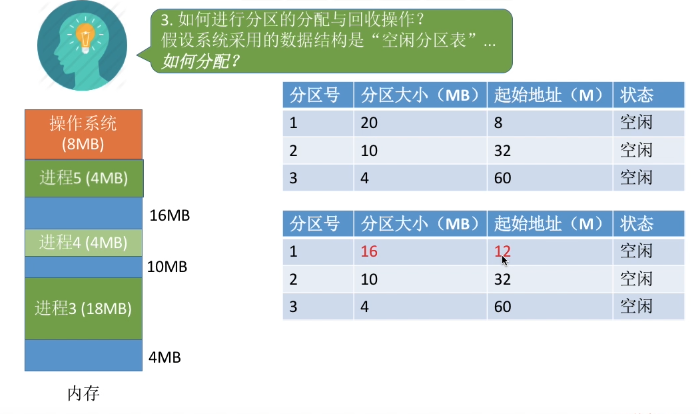 3. 如何进行分区的分配与回收操作？
假设系统采用的数据结构是“空闲分区表”...
如何分配？
操作系统
(8MB)
进程5 (4MB)
16MB
进程4 (4MB)
10MB
进程3 (18MB)
4MB
内存
分区号 分区大小（MB） 起始地址（M） 状态
1 20 8 空闲
2 10 32 空闲
3 4 60 空闲
分区号 分区大小（MB） 起始地址（M） 状态
1 16 12 空闲
2 10 32 空闲
3 4 60 空闲